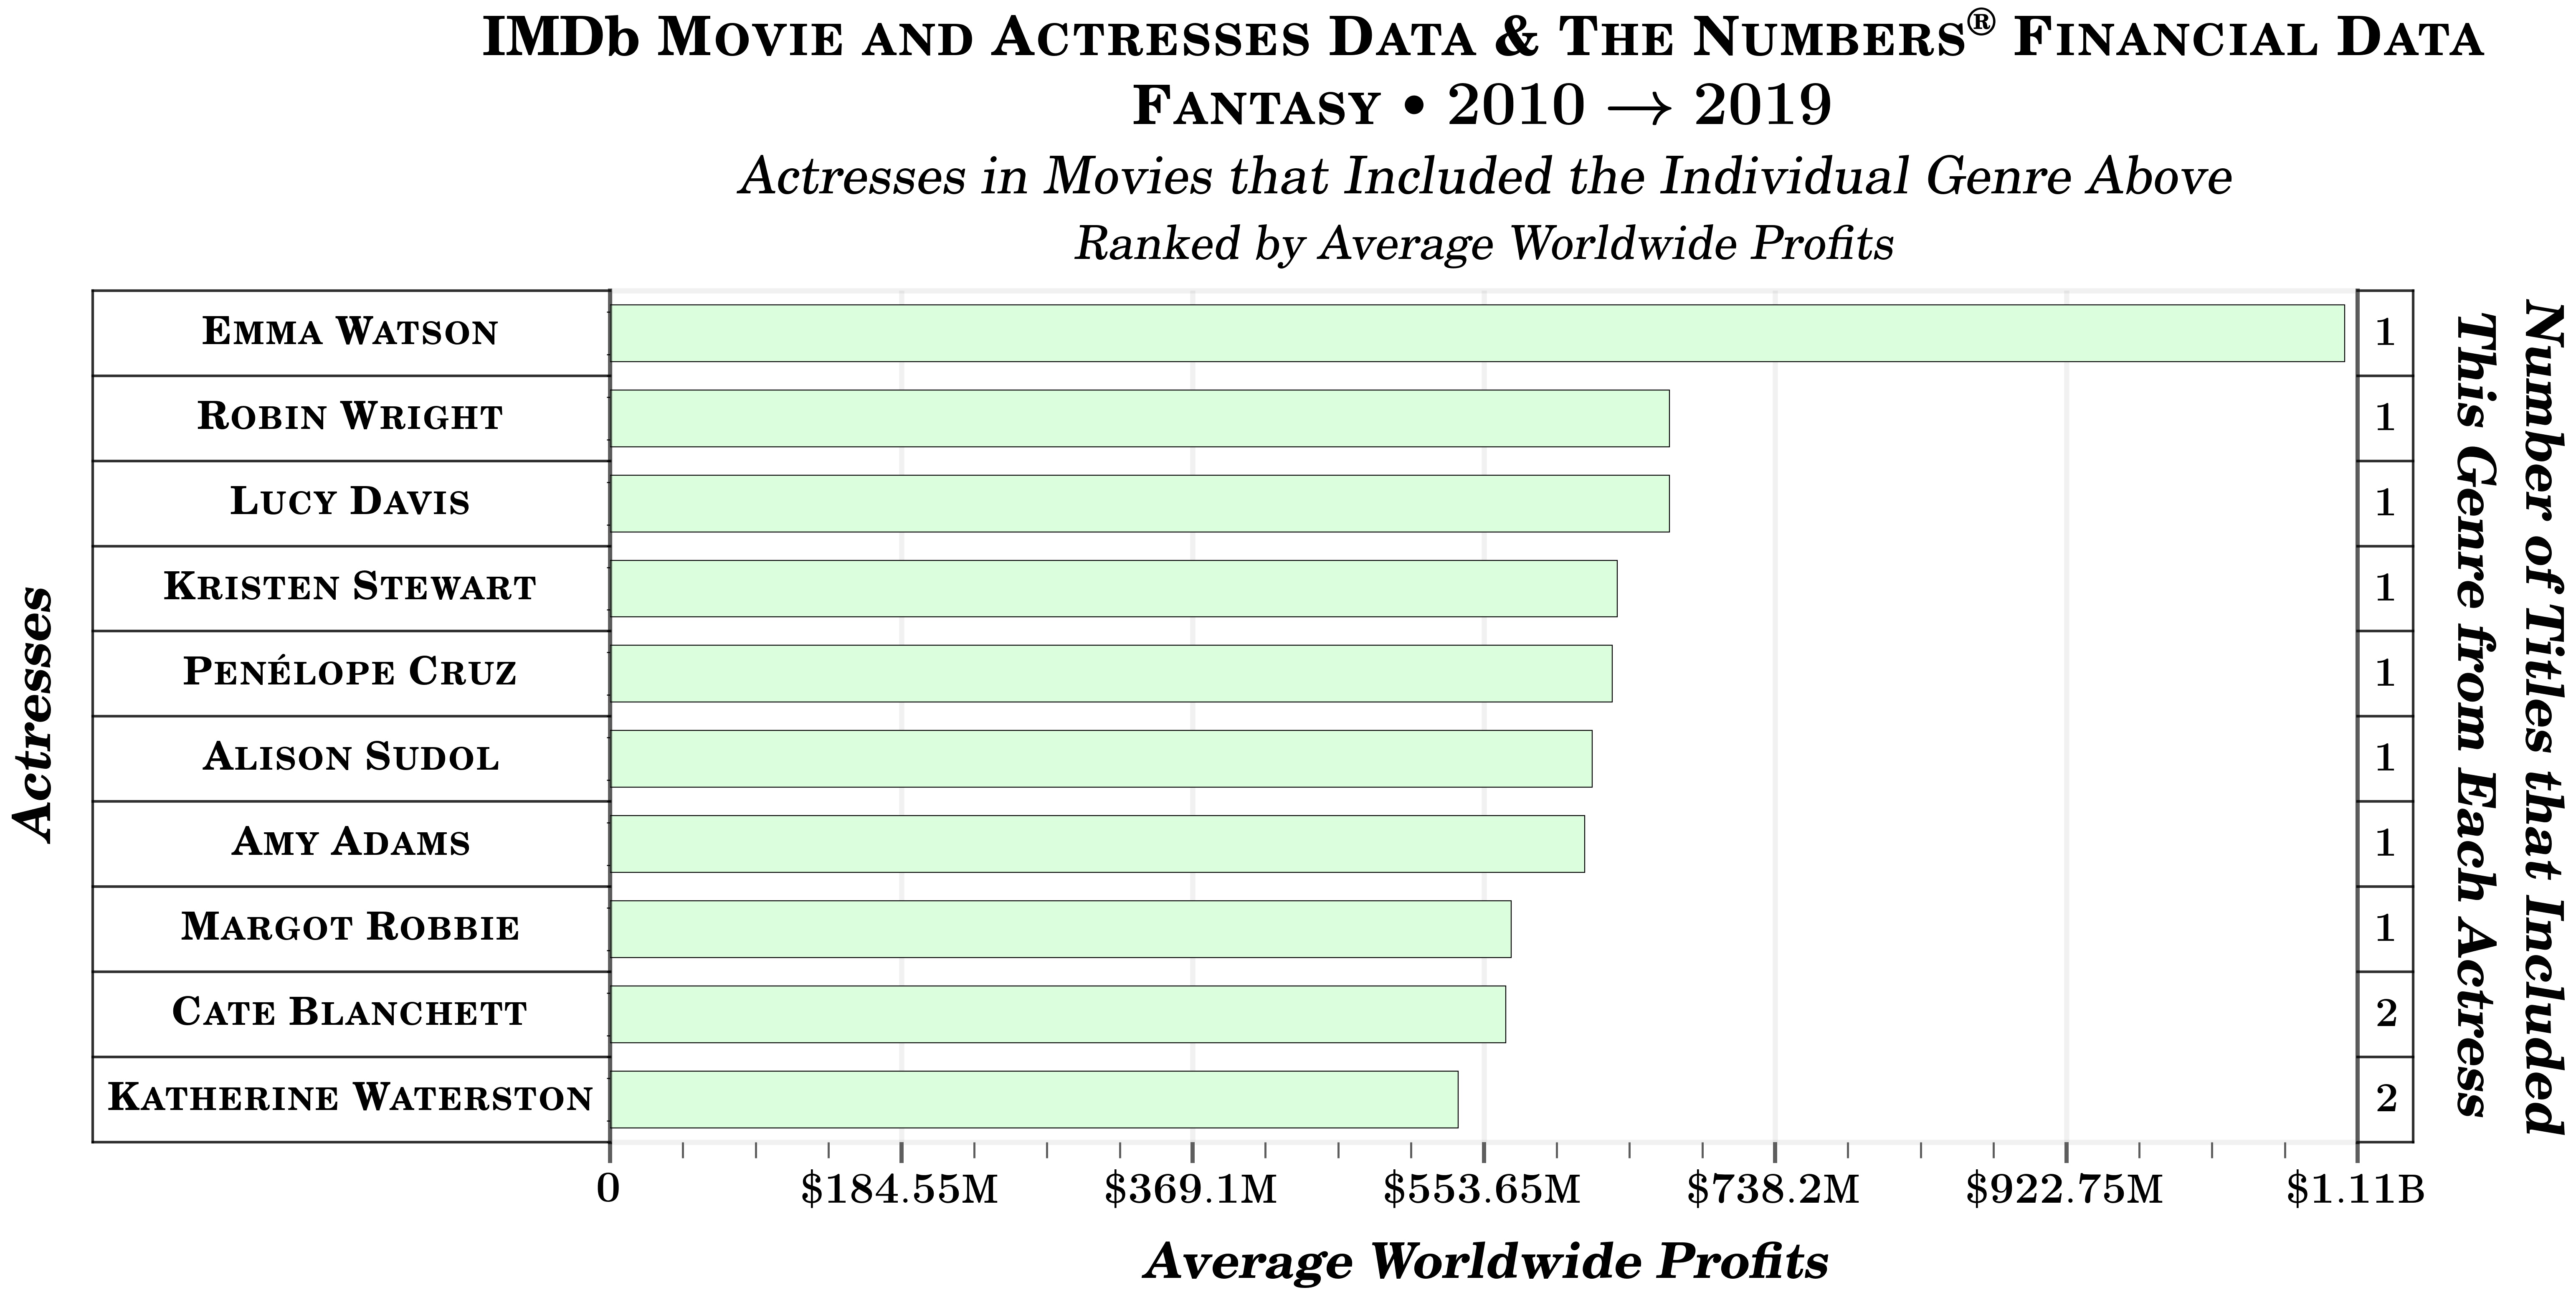 IMDb Movie and Actresses Data & The Numbers® Financial Data
Fantasy • 2010 → 2019
Actresses in Movies that Included the Individual Genre Above
Ranked by Average Worldwide Profits
Actresses
Emma Watson 1
Robin Wright 1
Lucy Davis 1
Kristen Stewart 1
Penélope Cruz 1
Alison Sudol 1
Amy Adams 1
Margot Robbie 1
Cate Blanchett 2
Katherine Waterston 2
Number of Titles that Included
This Genre from Each Actress
0 $184.55M $369.1M $553.65M $738.2M $922.75M $1.11B
Average Worldwide Profits